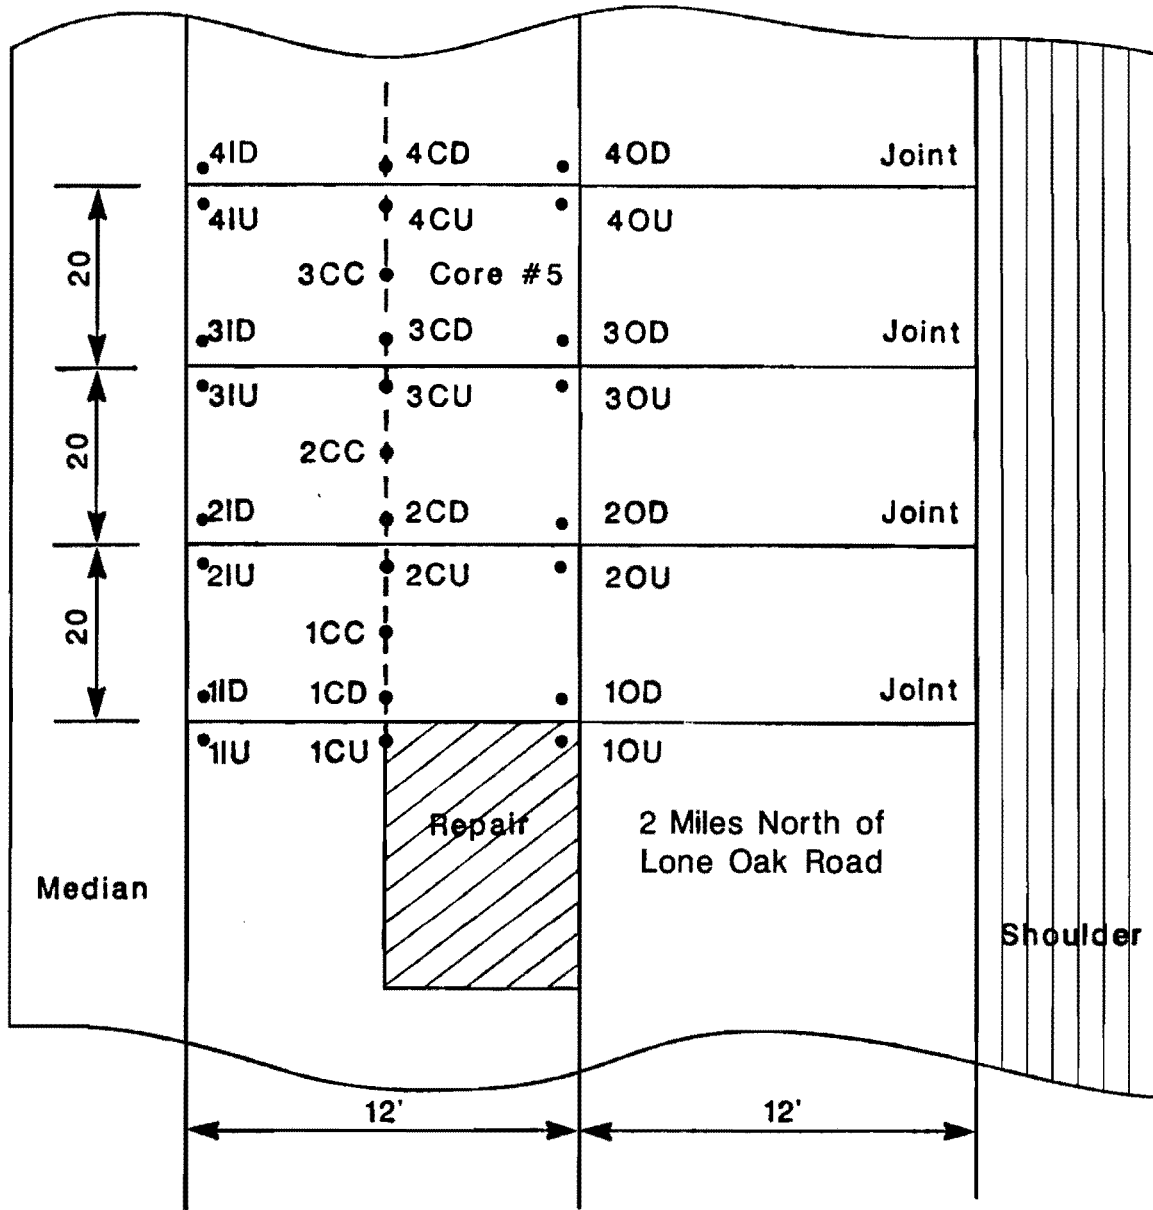 4ID 4CD 4OD Joint
4IU 4CU 4OU
20 3CC Core #5
3ID 3CD 3OD Joint
3IU 3CU 3OU
20 2CC
2ID 2CD 2OD Joint
2IU 2CU 2OU
20 1CC
1ID 1CD 1OD Joint
1IU 1CU 1OU
Repair
2 Miles North of
Lone Oak Road
Median
Shoulder
12' 12'